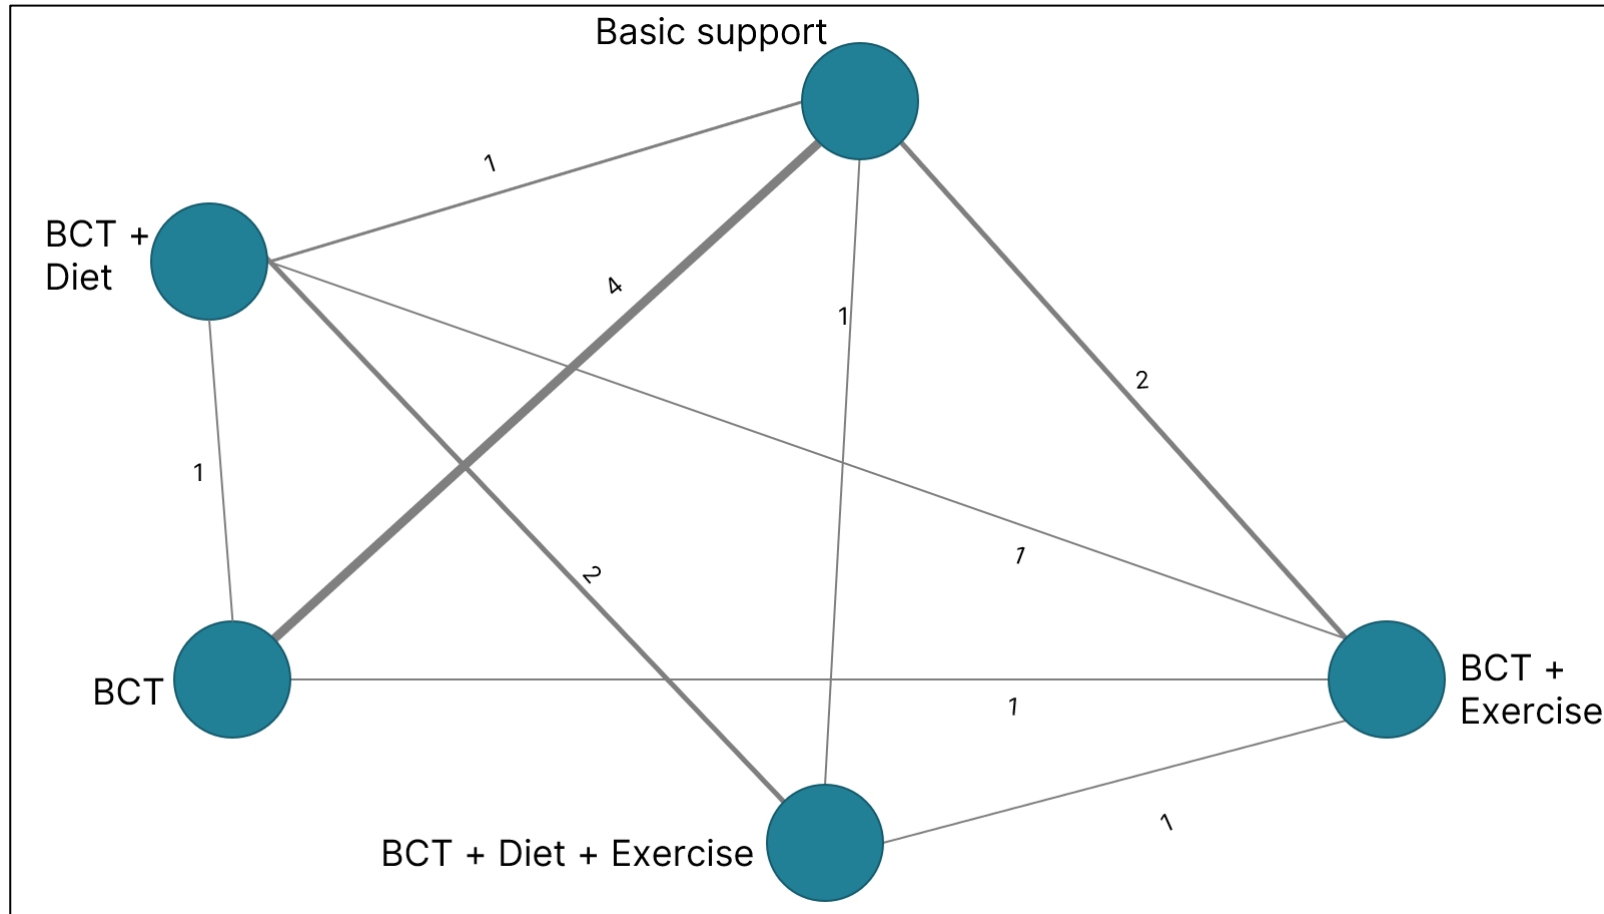 Basic support
1
BCT +
Diet
4
1
2
1
2
1
BCT
1
BCT +
Exercise
1
BCT + Diet + Exercise